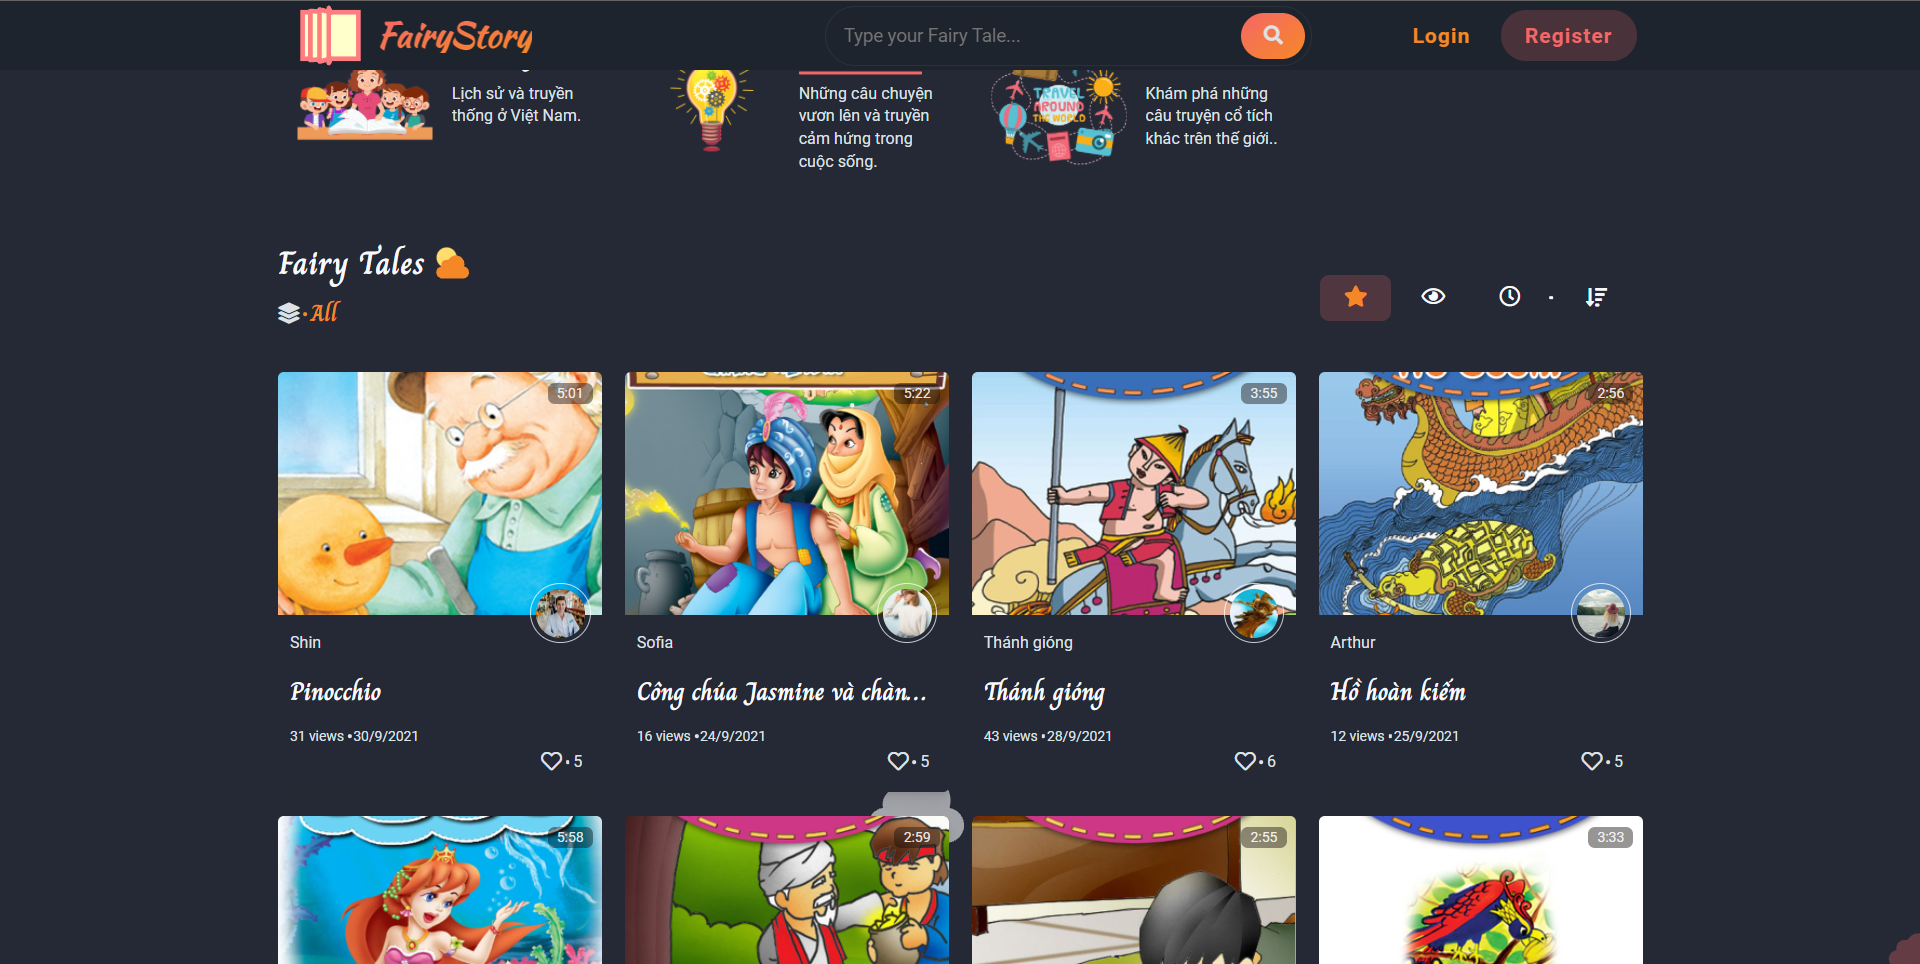 FairyStory
Type your Fairy Tale...
Login
Register
Lịch sử và truyền
thống ở Việt Nam.
Những câu chuyện
vươn lên và truyền
cảm hứng trong
cuộc sống.
TRAVEL
AROUND
THE WORLD
Khám phá những
câu truyện cổ tích
khác trên thế giới..
Fairy Tales
•All
5:01
5:22
3:55
2:56
Shin
Sofia
Thánh gióng
Arthur
Pinocchio
Công chúa Jasmine và chàn...
Thánh gióng
Hồ hoàn kiếm
31 views •30/9/2021
16 views •24/9/2021
43 views •28/9/2021
12 views •25/9/2021
• 5
• 5
• 6
• 5
5:58
2:59
2:55
3:33